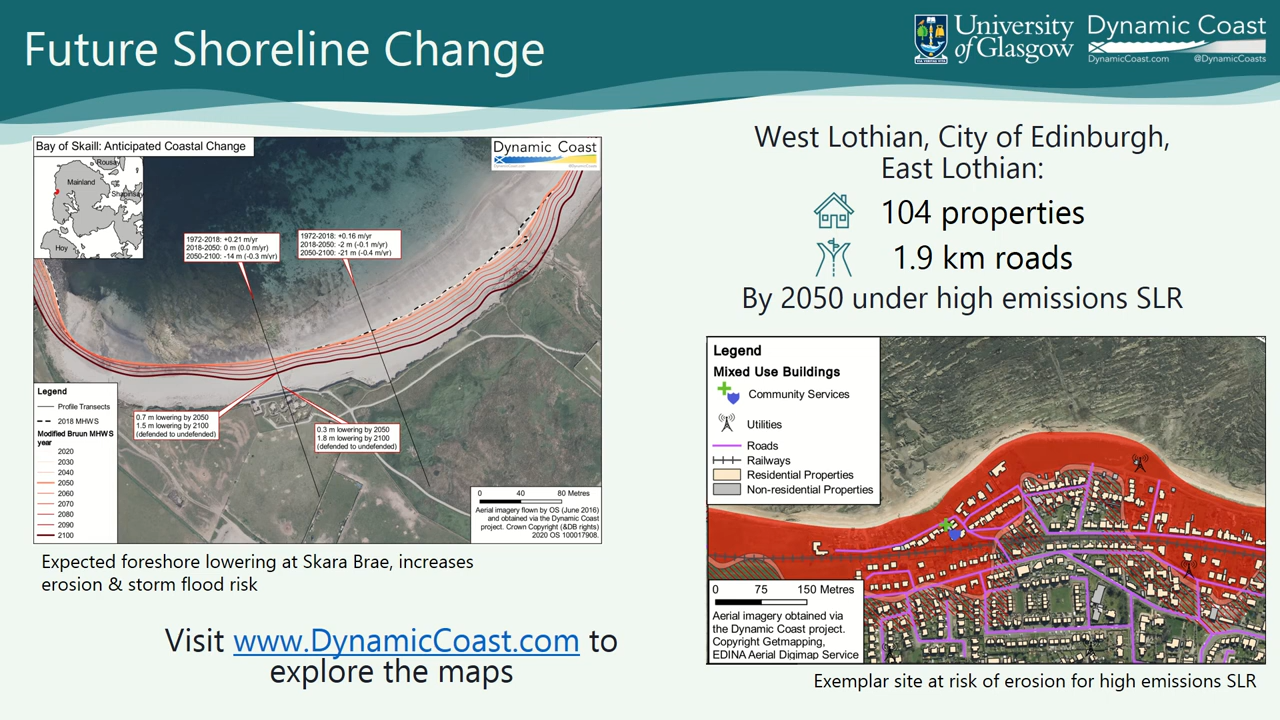 Future Shoreline Change
University
of Glasgow
Dynamic Coast
DynamicCoast.com
@DynamicCoasts
Bay of Skaill: Anticipated Coastal Change
Dynamic Coast
Rousay
Mainland
Shapinsay
Hoy
1972-2018: +0.21 m/yr
2018-2050: 0 m (0.0 m/yr)
2050-2100: -14 m (-0.3 m/yr)
1972-2018: +0.16 m/yr
2018-2050: -2 m (-0.1 m/yr)
2050-2100: -21 m (-0.4 m/yr)
0.7 m lowering by 2050
1.5 m lowering by 2100
(defended to undefended)
0.3 m lowering by 2050
1.8 m lowering by 2100
(defended to undefended)
Legend
Profile Transects
2018 MHWS
Modified Bruun MHWS
year
2020
2030
2040
2050
2060
2070
2080
2090
2100
0 40 80 Metres
Aerial imagery flown by OS (June 2016)
and obtained via the Dynamic Coast
project. Crown Copyright (&DB rights)
2020 OS 100017908.
Expected foreshore lowering at Skara Brae, increases
erosion & storm flood risk
Visit www.DynamicCoast.com to
explore the maps
West Lothian, City of Edinburgh,
East Lothian:
104 properties
1.9 km roads
By 2050 under high emissions SLR
Legend
Mixed Use Buildings
Community Services
Utilities
Roads
Railways
Residential Properties
Non-residential Properties
0 75 150 Metres
Aerial imagery obtained via
the Dynamic Coast project.
Copyright Getmapping,
EDINA Aerial Digimap Service
Exemplar site at risk of erosion for high emissions SLR